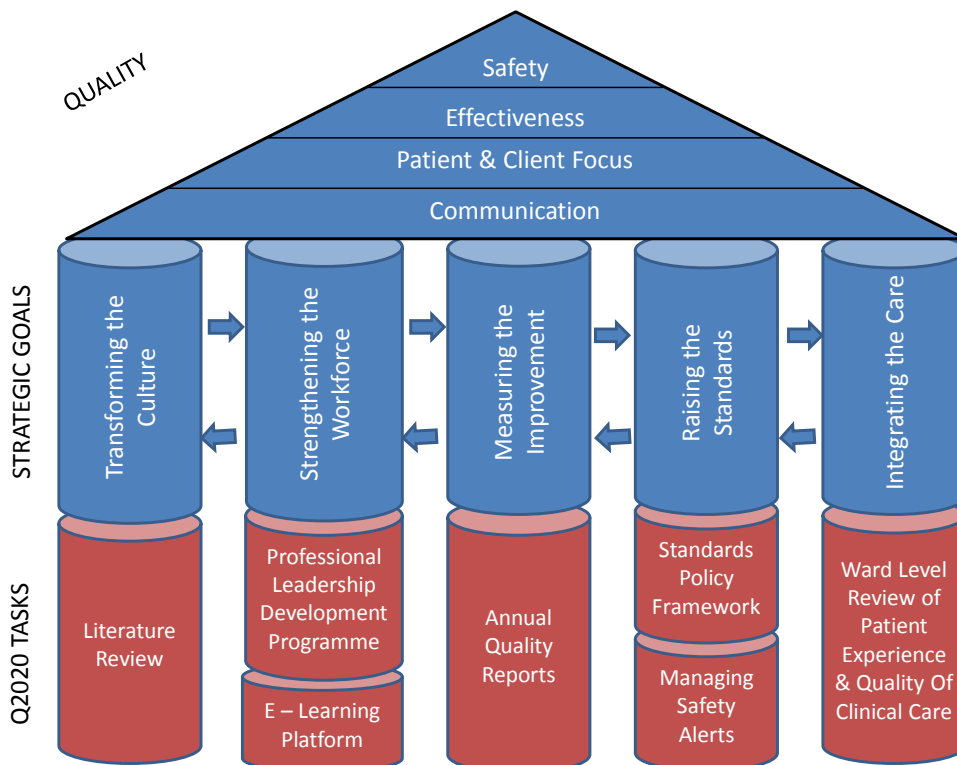 QUALITY
Safety
Effectiveness
Patient & Client Focus
Communication
STRATEGIC GOALS
Transforming the
Culture
Strengthening the
Workforce
Measuring the
Improvement
Raising the
Standards
Integrating the Care
Q2020 TASKS
Literature
Review
Professional
Leadership
Development
Programme
E – Learning
Platform
Annual
Quality
Reports
Standards
Policy
Framework
Managing
Safety
Alerts
Ward Level
Review of
Patient
Experience
& Quality Of
Clinical Care